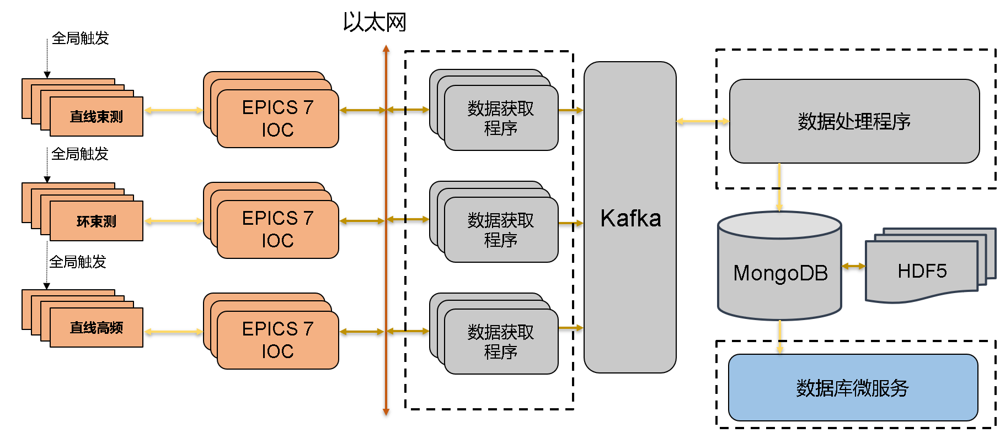 以太网
全局触发
直线束测
EPICS 7
IOC
数据获取
程序
数据处理程序
全局触发
环束测
EPICS 7
IOC
数据获取
程序
Kafka
全局触发
MongoDB
HDF5
直线高频
EPICS 7
IOC
数据获取
程序
数据库微服务